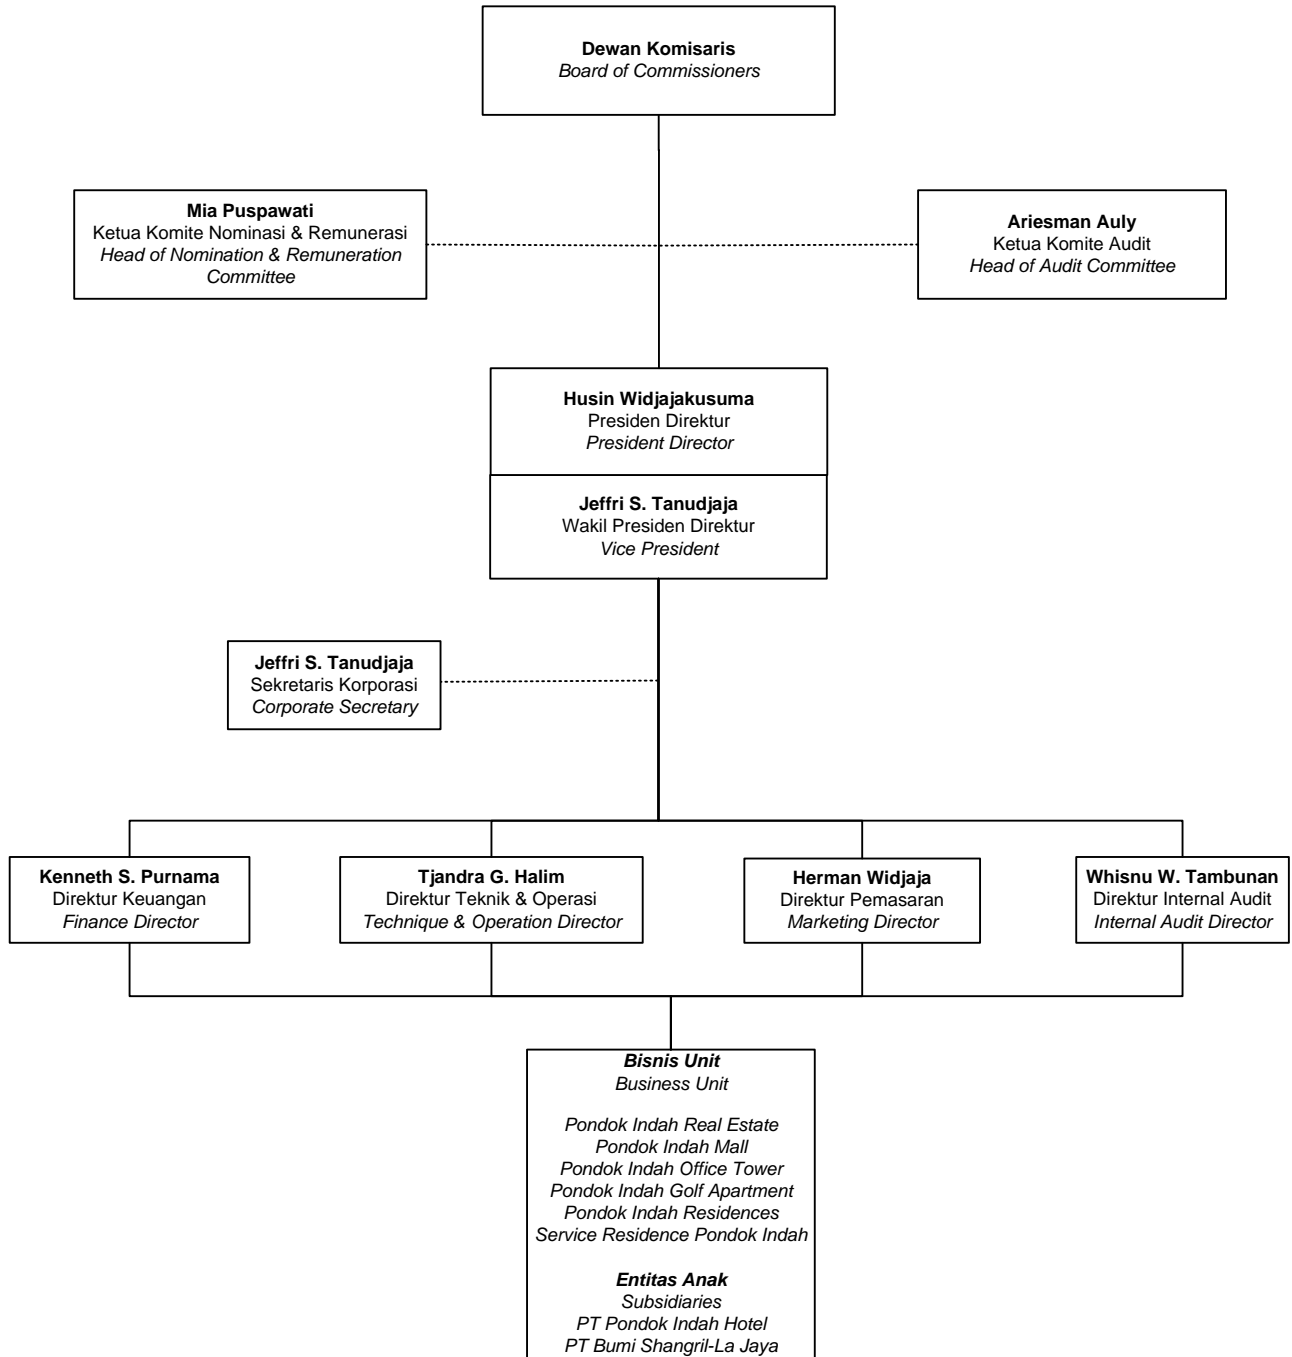 Dewan Komisaris
Board of Commissioners
Mia Puspawati
Ketua Komite Nominasi & Remunerasi
Head of Nomination & Remuneration
Committee
Ariesman Auly
Ketua Komite Audit
Head of Audit Committee
Husin Widjajakusuma
Presiden Direktur
President Director
Jeffri S. Tanudjaja
Wakil Presiden Direktur
Vice President
Jeffri S. Tanudjaja
Sekretaris Korporasi
Corporate Secretary
Kenneth S. Purnama
Direktur Keuangan
Finance Director
Tjandra G. Halim
Direktur Teknik & Operasi
Technique & Operation Director
Herman Widjaja
Direktur Pemasaran
Marketing Director
Whisnu W. Tambunan
Direktur Internal Audit
Internal Audit Director
Bisnis Unit
Business Unit
Pondok Indah Real Estate
Pondok Indah Mall
Pondok Indah Office Tower
Pondok Indah Golf Apartment
Pondok Indah Residences
Service Residence Pondok Indah
Entitas Anak
Subsidiaries
PT Pondok Indah Hotel
PT Bumi Shangril-La Jaya